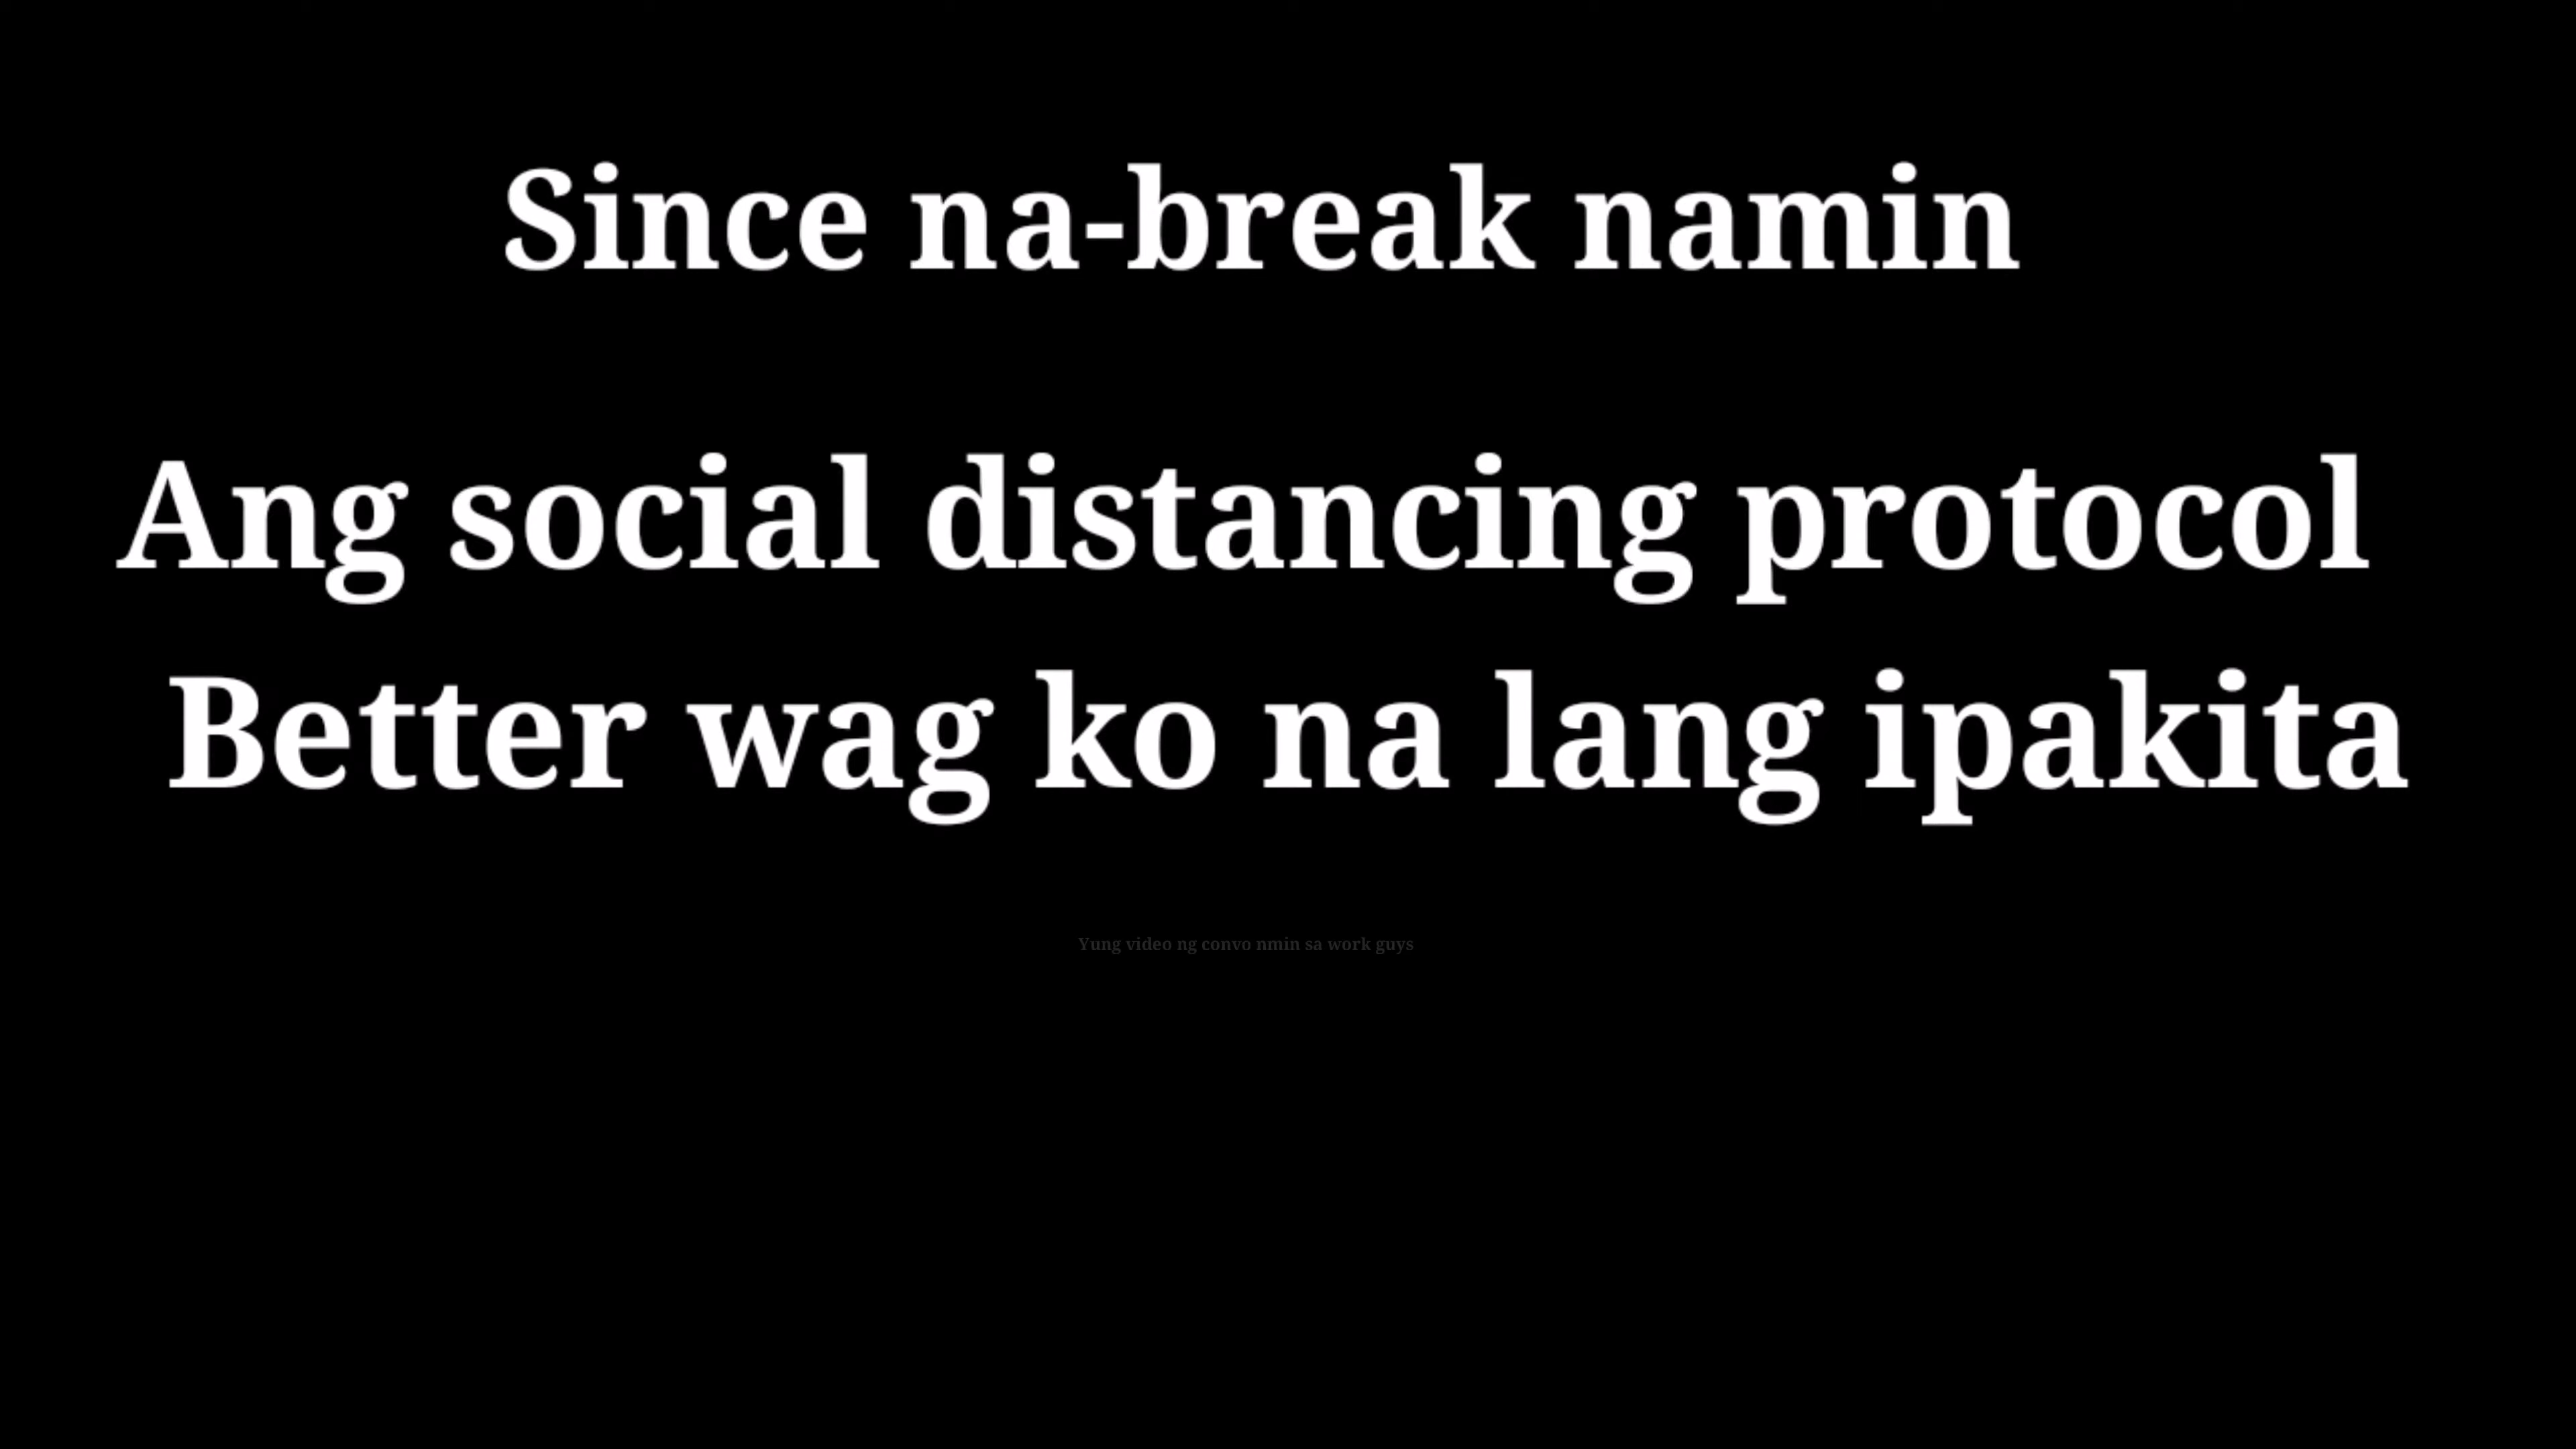 Since na-break namin
Ang social distancing protocol
Better wag ko na lang ipakita
Yung video ng convo nmin sa work guys